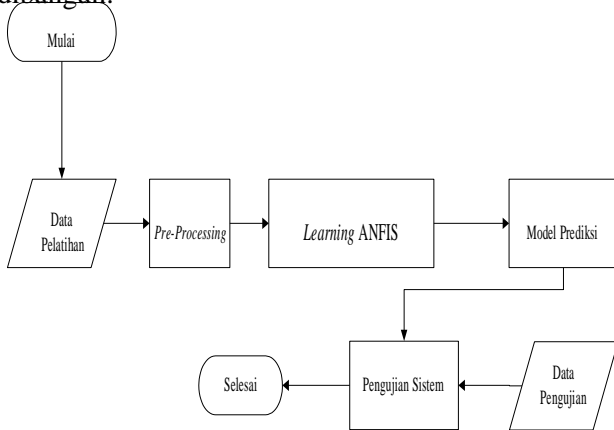 Mulai
Data
Pelatihan
Pre-Processing
Learning ANFIS
Model Prediksi
Selesai
Pengujian Sistem
Data
Pengujian